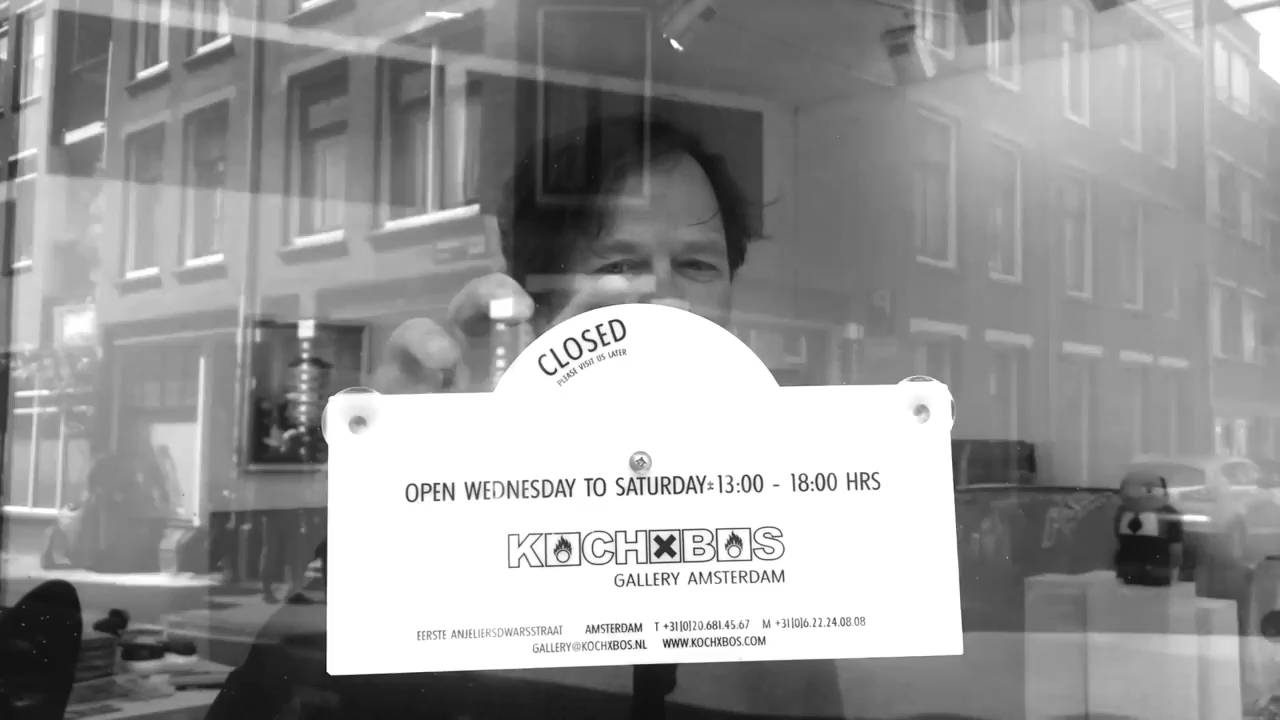 CLOSED
PLEASE VISIT US LATER
OPEN WEDNESDAY TO SATURDAY±13:00 - 18:00 HRS
KOCHXBOS
GALLERY AMSTERDAM
EERSTE ANJELIERSDWARSSTRAAT AMSTERDAM T +31[0]20.681.45.67 M +31[0]6.22.24.08.08
GALLERY@KOCHXBOS.NL WWW.KOCHXBOS.COM